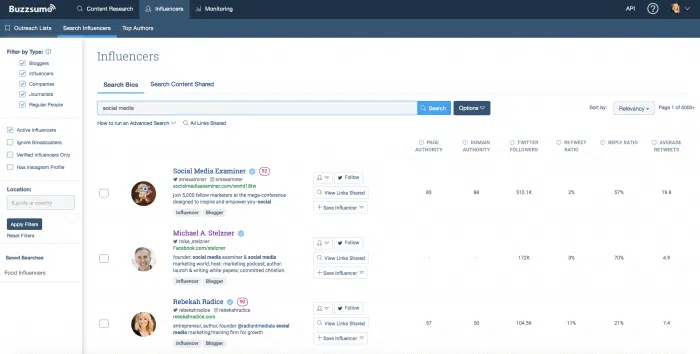 Buzzsumo
Content Research
Influencers
Monitoring
API
Outreach Lists
Search Influencers
Top Authors
Filter by Type:
Bloggers
Influencers
Companies
Journalists
Regular People
Active Influencers
Ignore Broadcasters
Verified Influencers Only
Has Instagram Profile
Location:
E.g city or country
Apply Filters
Reset Filters
Saved Searches
Food Influencers
Influencers
Search Bios
Search Content Shared
social media
Search
Options
Sort by:
Relevancy
Page 1 of 5000+
How to run an Advanced Search
All Links Shared
PAGE AUTHORITY
DOMAIN AUTHORITY
TWITTER FOLLOWERS
RETWEET RATIO
REPLY RATIO
AVERAGE RETWEETS
Social Media Examiner 92
smexaminer smexaminer
socialmediaexaminer.com/world18tw
join 5,000 fellow marketers at the mega-conference
designed to inspire and empower you-social
Influencer Blogger
Follow
View Links Shared
Save Influencer
83 88 2% 57% 19.8
Michael A. Stelzner
mike_stelzner
Facebook.com/stelzner
founder: social media examiner & social media
marketing world; host: marketing podcast; author:
launch & writing white papers; committed christian.
Influencer Blogger
Follow
View Links Shared
Save Influencer
- - 172K 3% 70% 4.9
Rebekah Radice 90
rebekahradice rebekahradice
rebekahradice.com
entrepreneur, author, founder @radiantmedials social
media marketing/training firm for growth
Influencer Blogger
Follow
View Links Shared
Save Influencer
57 50 104.5K 11% 21% 7.4